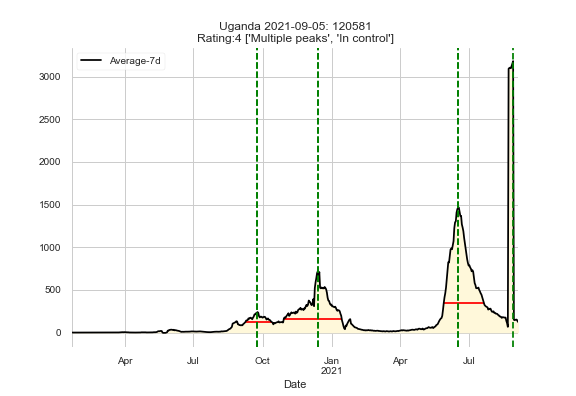 Uganda 2021-09-05: 120581
Rating:4 ['Multiple peaks', 'In control']
Average-7d
3000
2500
2000
1500
1000
500
0
Apr Jul Oct Jan Apr Jul
2021
Date